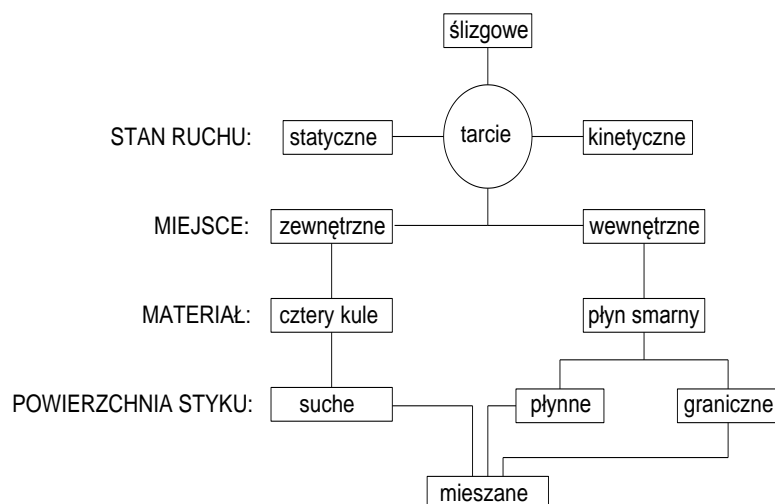 ślizgowe
STAN RUCHU: statyczne tarcie kinetyczne
MIEJSCE: zewnętrzne wewnętrzne
MATERIAŁ: cztery kule płyn smarny
POWIERZCHNIA STYKU: suche płynne graniczne
mieszane